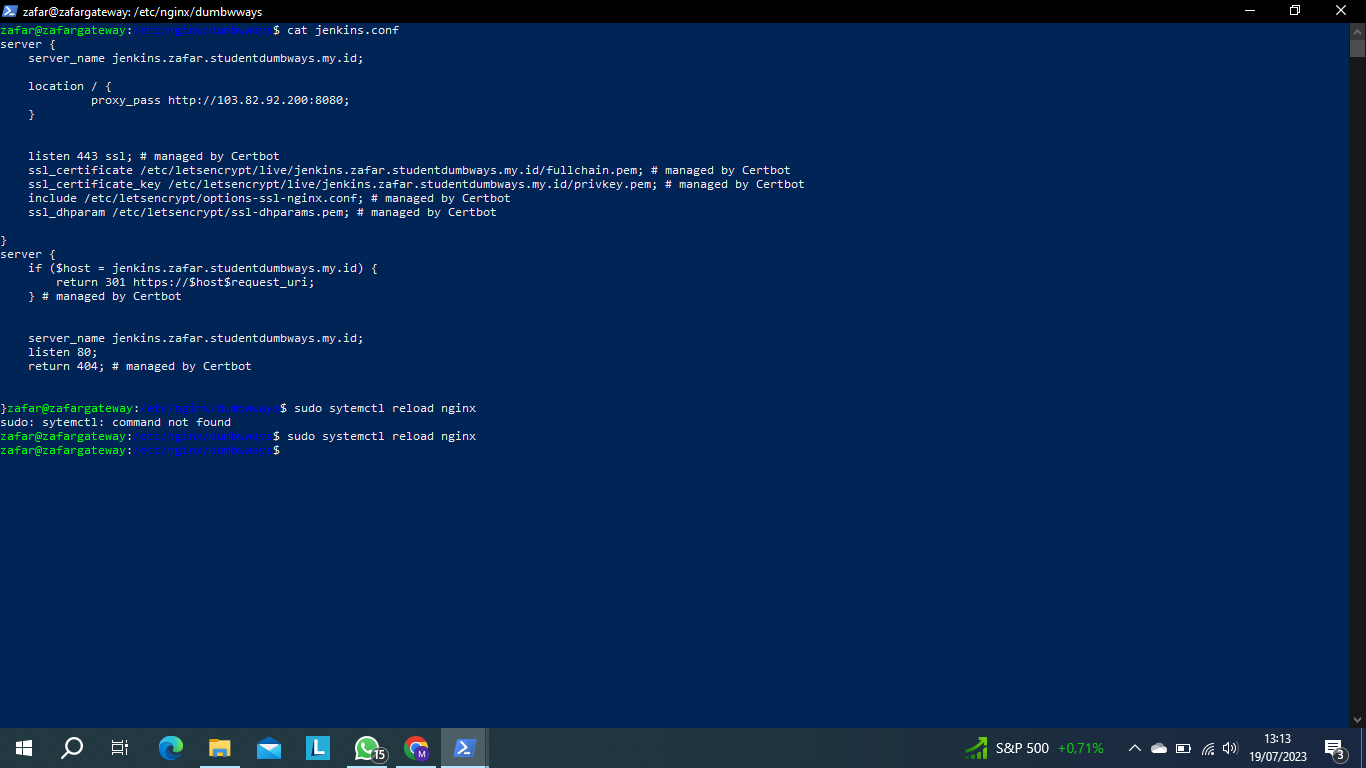 zafar@zafargateway: /etc/nginx/dumbwways
zafar@zafargateway:/etc/nginx/dumbwways$ cat jenkins.conf
server {
    server_name jenkins.zafar.studentdumbways.my.id;
    location / {
             proxy_pass http://103.82.92.200:8080;
    }
    listen 443 ssl; # managed by Certbot
    ssl_certificate /etc/letsencrypt/live/jenkins.zafar.studentdumbways.my.id/fullchain.pem; # managed by Certbot
    ssl_certificate_key /etc/letsencrypt/live/jenkins.zafar.studentdumbways.my.id/privkey.pem; # managed by Certbot
    include /etc/letsencrypt/options-ssl-nginx.conf; # managed by Certbot
    ssl_dhparam /etc/letsencrypt/ssl-dhparams.pem; # managed by Certbot
}
server {
    if ($host = jenkins.zafar.studentdumbways.my.id) {
        return 301 https://$host$request_uri;
    } # managed by Certbot
    server_name jenkins.zafar.studentdumbways.my.id;
    listen 80;
    return 404; # managed by Certbot
}zafar@zafargateway:/etc/nginx/dumbwways$ sudo sytemctl reload nginx
sudo: sytemctl: command not found
zafar@zafargateway:/etc/nginx/dumbwways$ sudo systemctl reload nginx
zafar@zafargateway:/etc/nginx/dumbwways$
L
15
M
S&P 500 +0,71%
13:13
19/07/2023
3